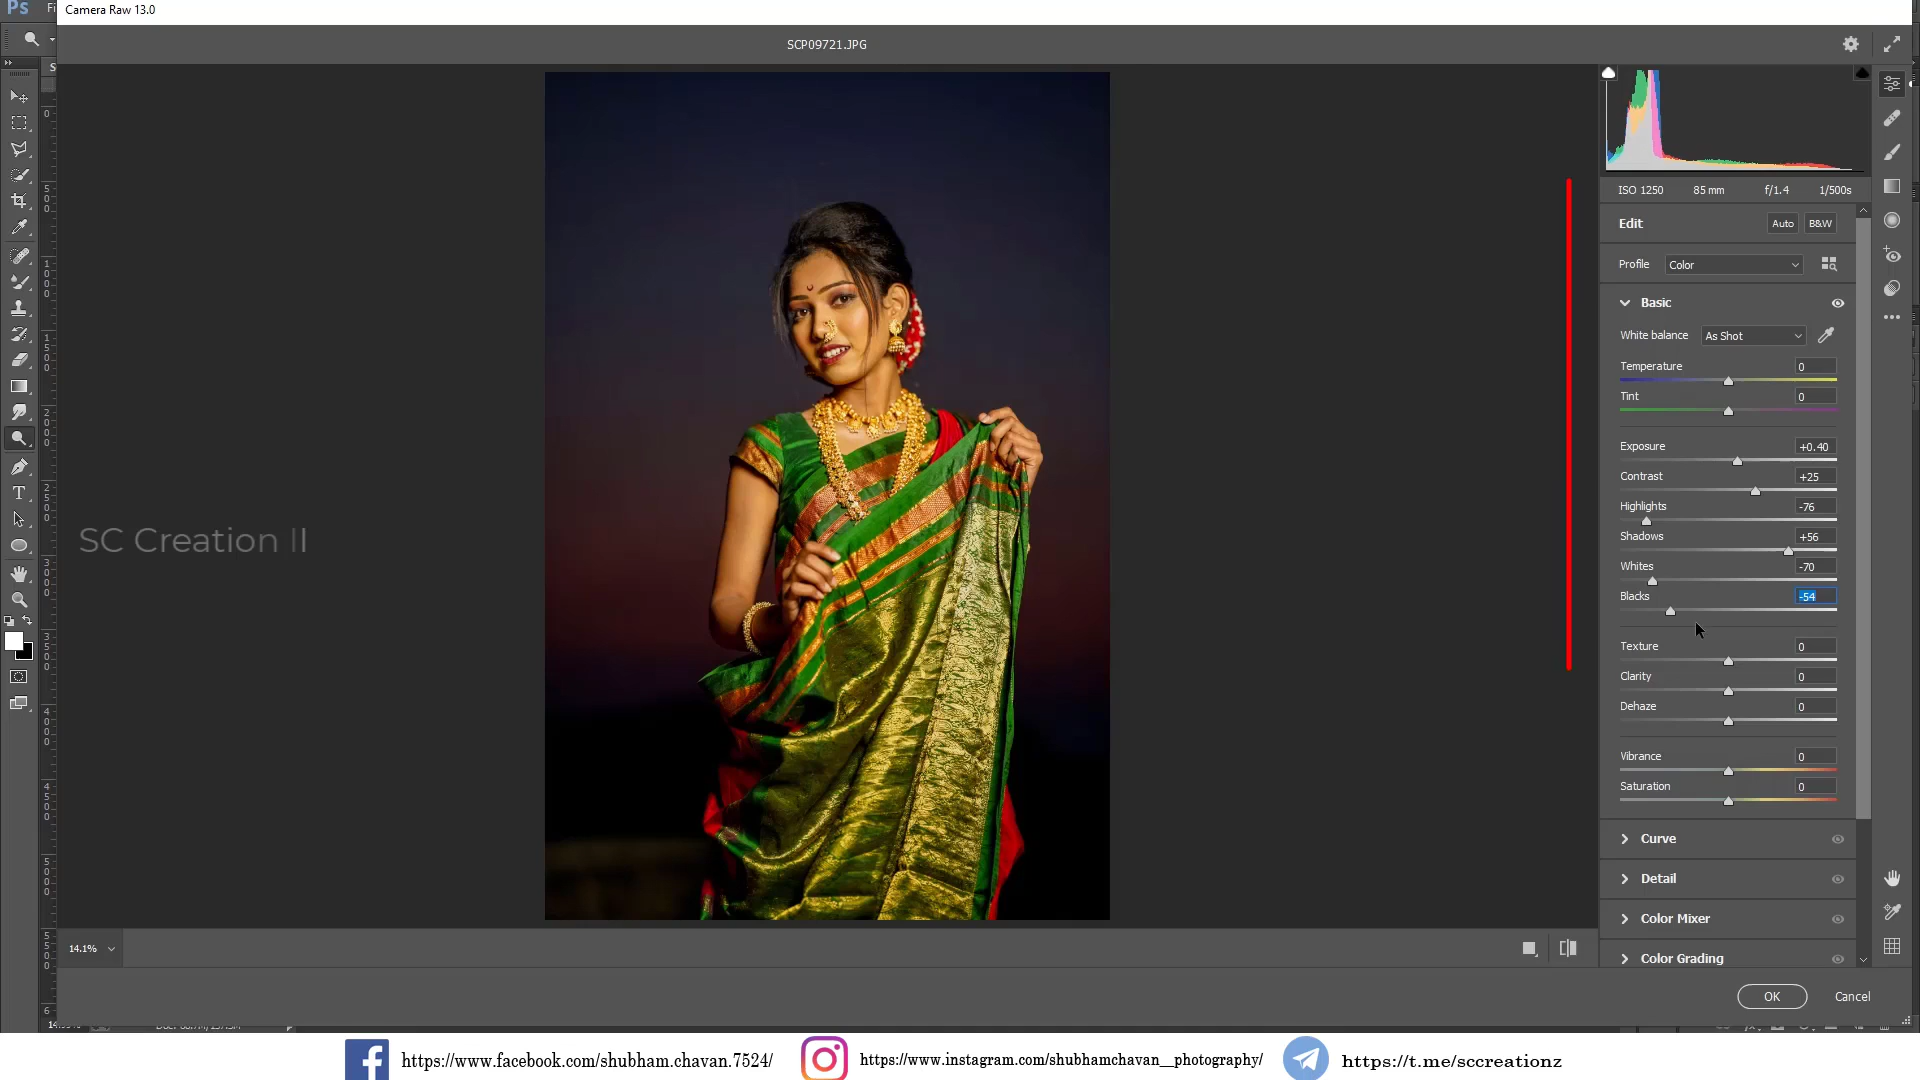 Ps Fi
Camera Raw 13.0
SCP09721.JPG
ISO 1250 85 mm f/1.4 1/500s
Edit Auto B&W
Profile Color
Basic
White balance As Shot
Temperature 0
Tint 0
Exposure +0.40
Contrast +25
Highlights -76
Shadows +56
Whites -70
Blacks -54
Texture 0
Clarity 0
Dehaze 0
Vibrance 0
Saturation 0
Curve
Detail
Color Mixer
Color Grading
SC Creation II
14.1%
OK Cancel
https://www.facebook.com/shubham.chavan.7524/ https://www.instagram.com/shubhamchavan__photography/ https://t.me/sccreationz